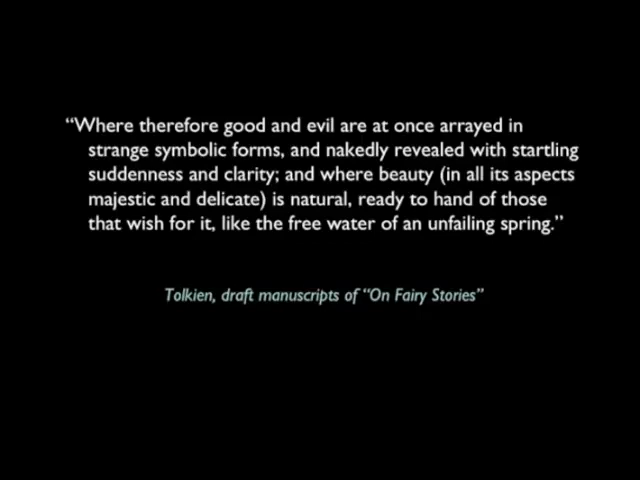 “Where therefore good and evil are at once arrayed in
strange symbolic forms, and nakedly revealed with startling
suddenness and clarity; and where beauty (in all its aspects
majestic and delicate) is natural, ready to hand of those
that wish for it, like the free water of an unfailing spring.”
Tolkien, draft manuscripts of “On Fairy Stories”